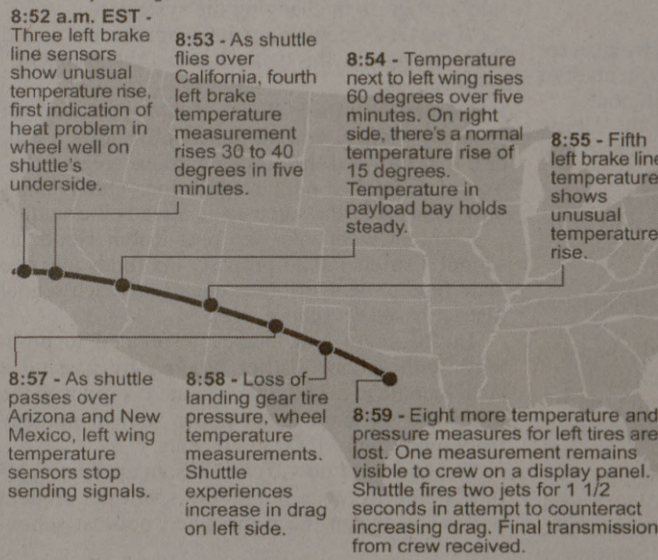 8:52 a.m. EST -
Three left brake
line sensors
show unusual
temperature rise,
first indication of
heat problem in
wheel well on
shuttle's
underside.
8:53 - As shuttle
flies over
California, fourth
left brake
temperature
measurement
rises 30 to 40
degrees in five
minutes.
8:54 - Temperature
next to left wing rises
60 degrees over five
minutes. On right
side, there's a normal
temperature rise of
15 degrees.
Temperature in
payload bay holds
steady.
8:55 - Fifth
left brake line
temperature
shows
unusual
temperature
rise.
8:57 - As shuttle
passes over
Arizona and New
Mexico, left wing
temperature
sensors stop
sending signals.
8:58 - Loss of
landing gear tire
pressure, wheel
temperature
measurements.
Shuttle
experiences
increase in drag
on left side.
8:59 - Eight more temperature and
pressure measures for left tires are
lost. One measurement remains
visible to crew on a display panel.
Shuttle fires two jets for 1 1/2
seconds in attempt to counteract
increasing drag. Final transmission
from crew received.